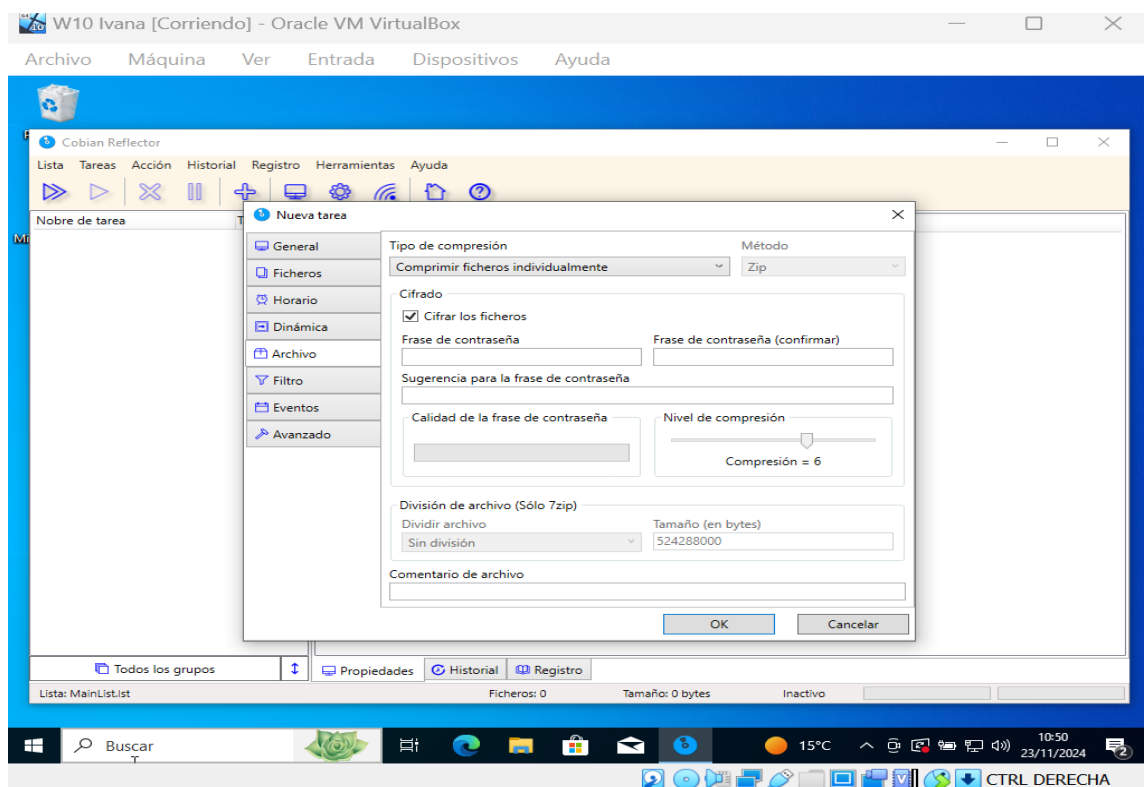 W10 Ivana [Corriendo] - Oracle VM VirtualBox
Archivo Máquina Ver Entrada Dispositivos Ayuda
Cobian Reflector
Lista Tareas Acción Historial Registro Herramientas Ayuda
Nobre de tarea
Mi
Nueva tarea
General
Ficheros
Horario
Dinámica
Archivo
Filtro
Eventos
Avanzado
Tipo de compresión Método
Comprimir ficheros individualmente Zip
Cifrado
Cifrar los ficheros
Frase de contraseña Frase de contraseña (confirmar)
Sugerencia para la frase de contraseña
Calidad de la frase de contraseña Nivel de compresión
Compresión = 6
División de archivo (Sólo 7zip)
Dividir archivo Tamaño (en bytes)
Sin división 524288000
Comentario de archivo
OK Cancelar
Todos los grupos Propiedades Historial Registro
Lista: MainList.lst Ficheros: 0 Tamaño: 0 bytes Inactivo
Buscar 15°C 10:50
23/11/2024 2
CTRL DERECHA